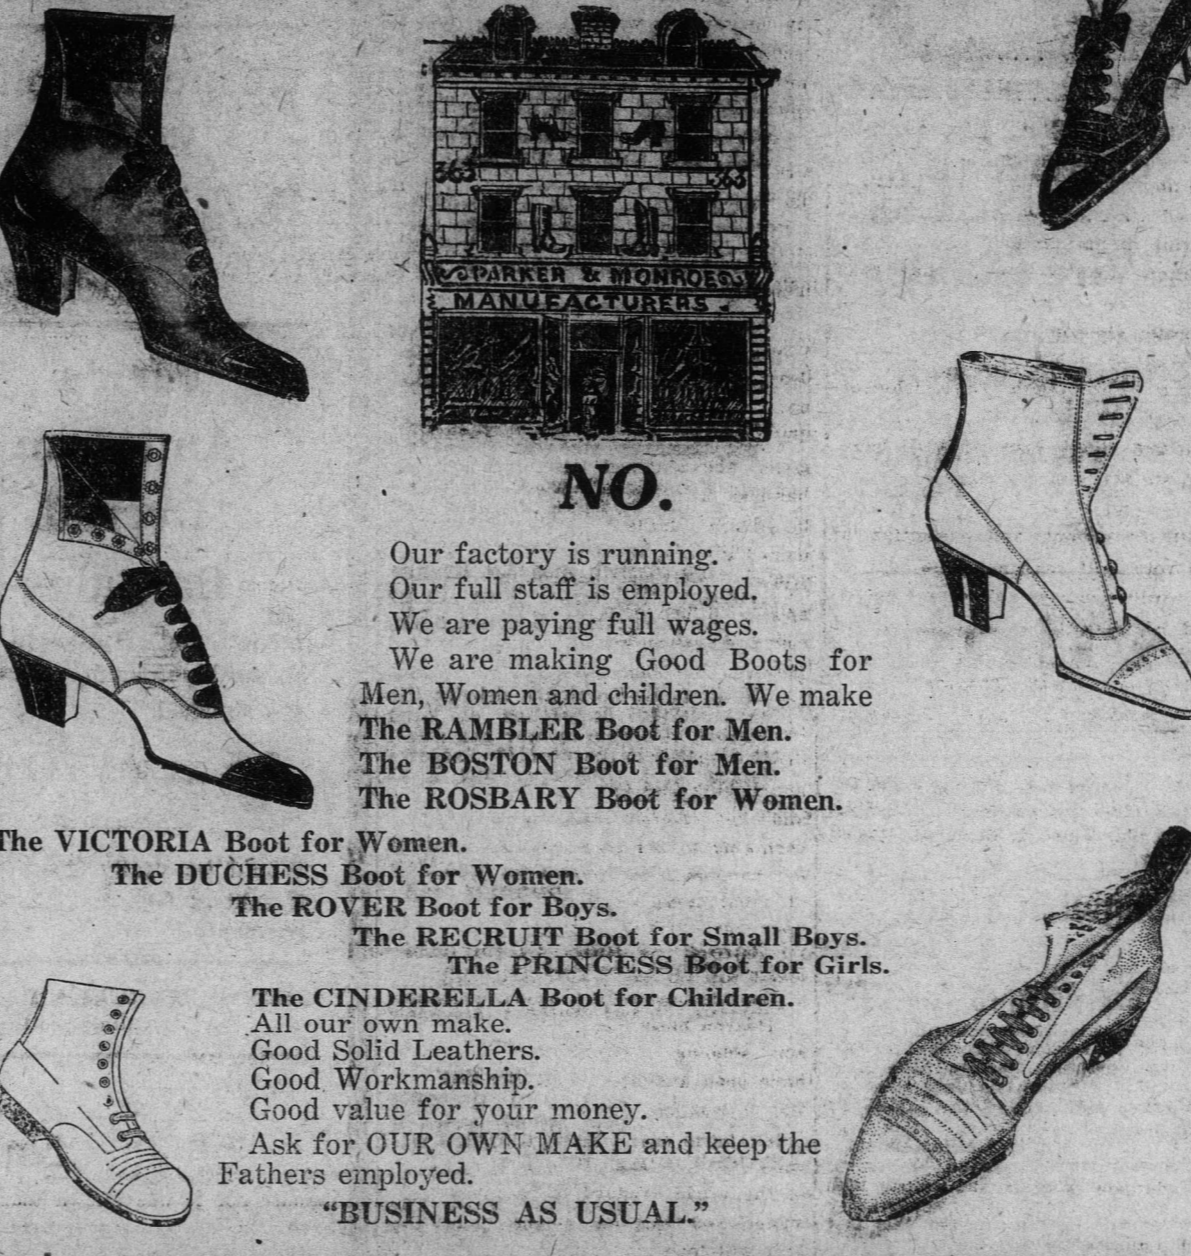 363 363
PARKER & MONROE
MANUFACTURERS
NO.
Our factory is running.
Our full staff is employed.
We are paying full wages.
We are making Good Boots for
Men, Women and children. We make
The RAMBLER Boot for Men.
The BOSTON Boot for Men.
The ROSBARY Boot for Women.
The VICTORIA Boot for Women.
The DUCHESS Boot for Women.
The ROVER Boot for Boys.
The RECRUIT Boot for Small Boys.
The PRINCESS Boot for Girls.
The CINDERELLA Boot for Children.
All our own make.
Good Solid Leathers.
Good Workmanship.
Good value for your money.
Ask for OUR OWN MAKE and keep the
Fathers employed.
“BUSINESS AS USUAL.”